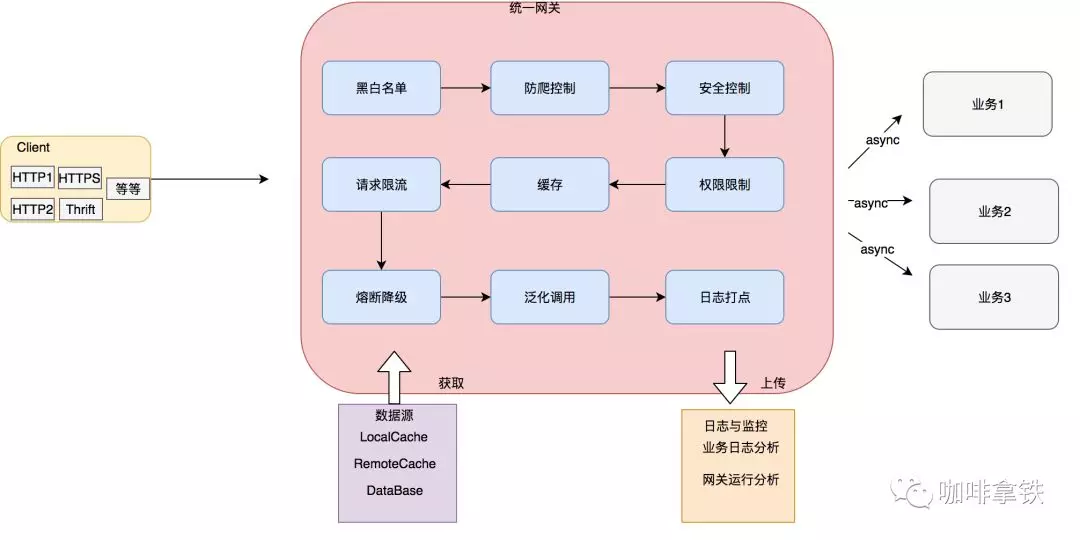 统一网关
黑白名单
防爬控制
安全控制
业务1
async
Client
HTTP1
HTTPS
等等
HTTP2
Thrift
请求限流
缓存
权限限制
async
业务2
async
业务3
熔断降级
泛化调用
日志打点
获取
上传
数据源
LocalCache
RemoteCache
DataBase
日志与监控
业务日志分析
网关运行分析
咖啡拿铁